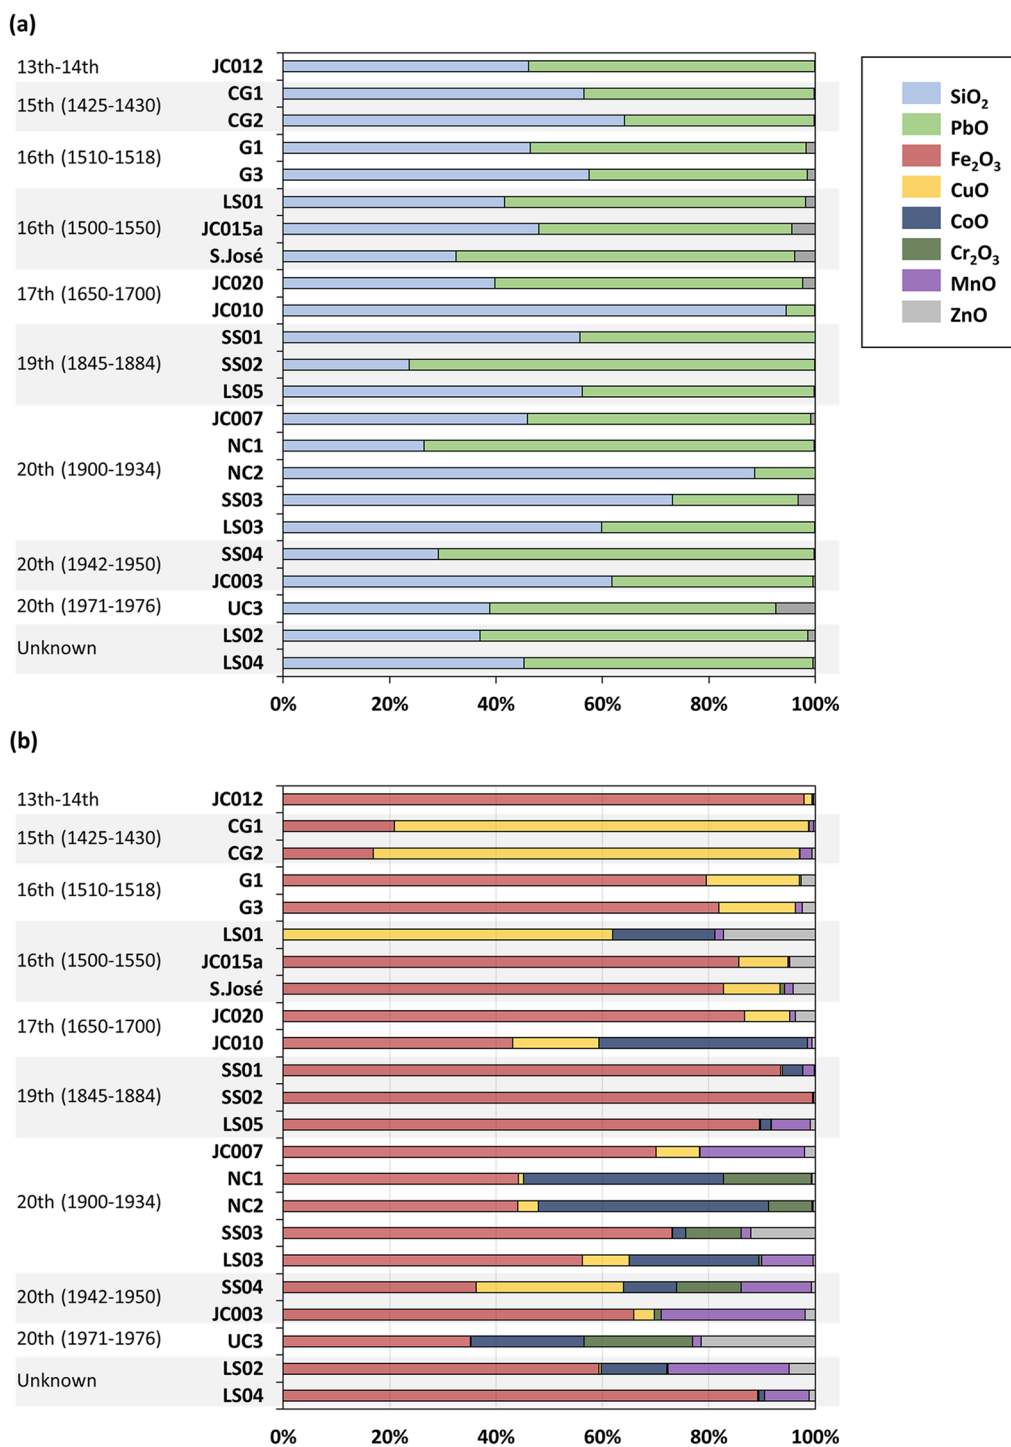 (a)
13th-14th JC012
15th (1425-1430) CG1
CG2
16th (1510-1518) G1
G3
16th (1500-1550) LS01
JC015a
S.José
17th (1650-1700) JC020
JC010
19th (1845-1884) SS01
SS02
LS05
20th (1900-1934) JC007
NC1
NC2
SS03
LS03
20th (1942-1950) SS04
JC003
20th (1971-1976) UC3
Unknown LS02
LS04
0% 20% 40% 60% 80% 100%
SiO₂
PbO
Fe₂O₃
CuO
CoO
Cr₂O₃
MnO
ZnO
(b)
13th-14th JC012
15th (1425-1430) CG1
CG2
16th (1510-1518) G1
G3
16th (1500-1550) LS01
JC015a
S.José
17th (1650-1700) JC020
JC010
19th (1845-1884) SS01
SS02
LS05
20th (1900-1934) JC007
NC1
NC2
SS03
LS03
20th (1942-1950) SS04
JC003
20th (1971-1976) UC3
Unknown LS02
LS04
0% 20% 40% 60% 80% 100%